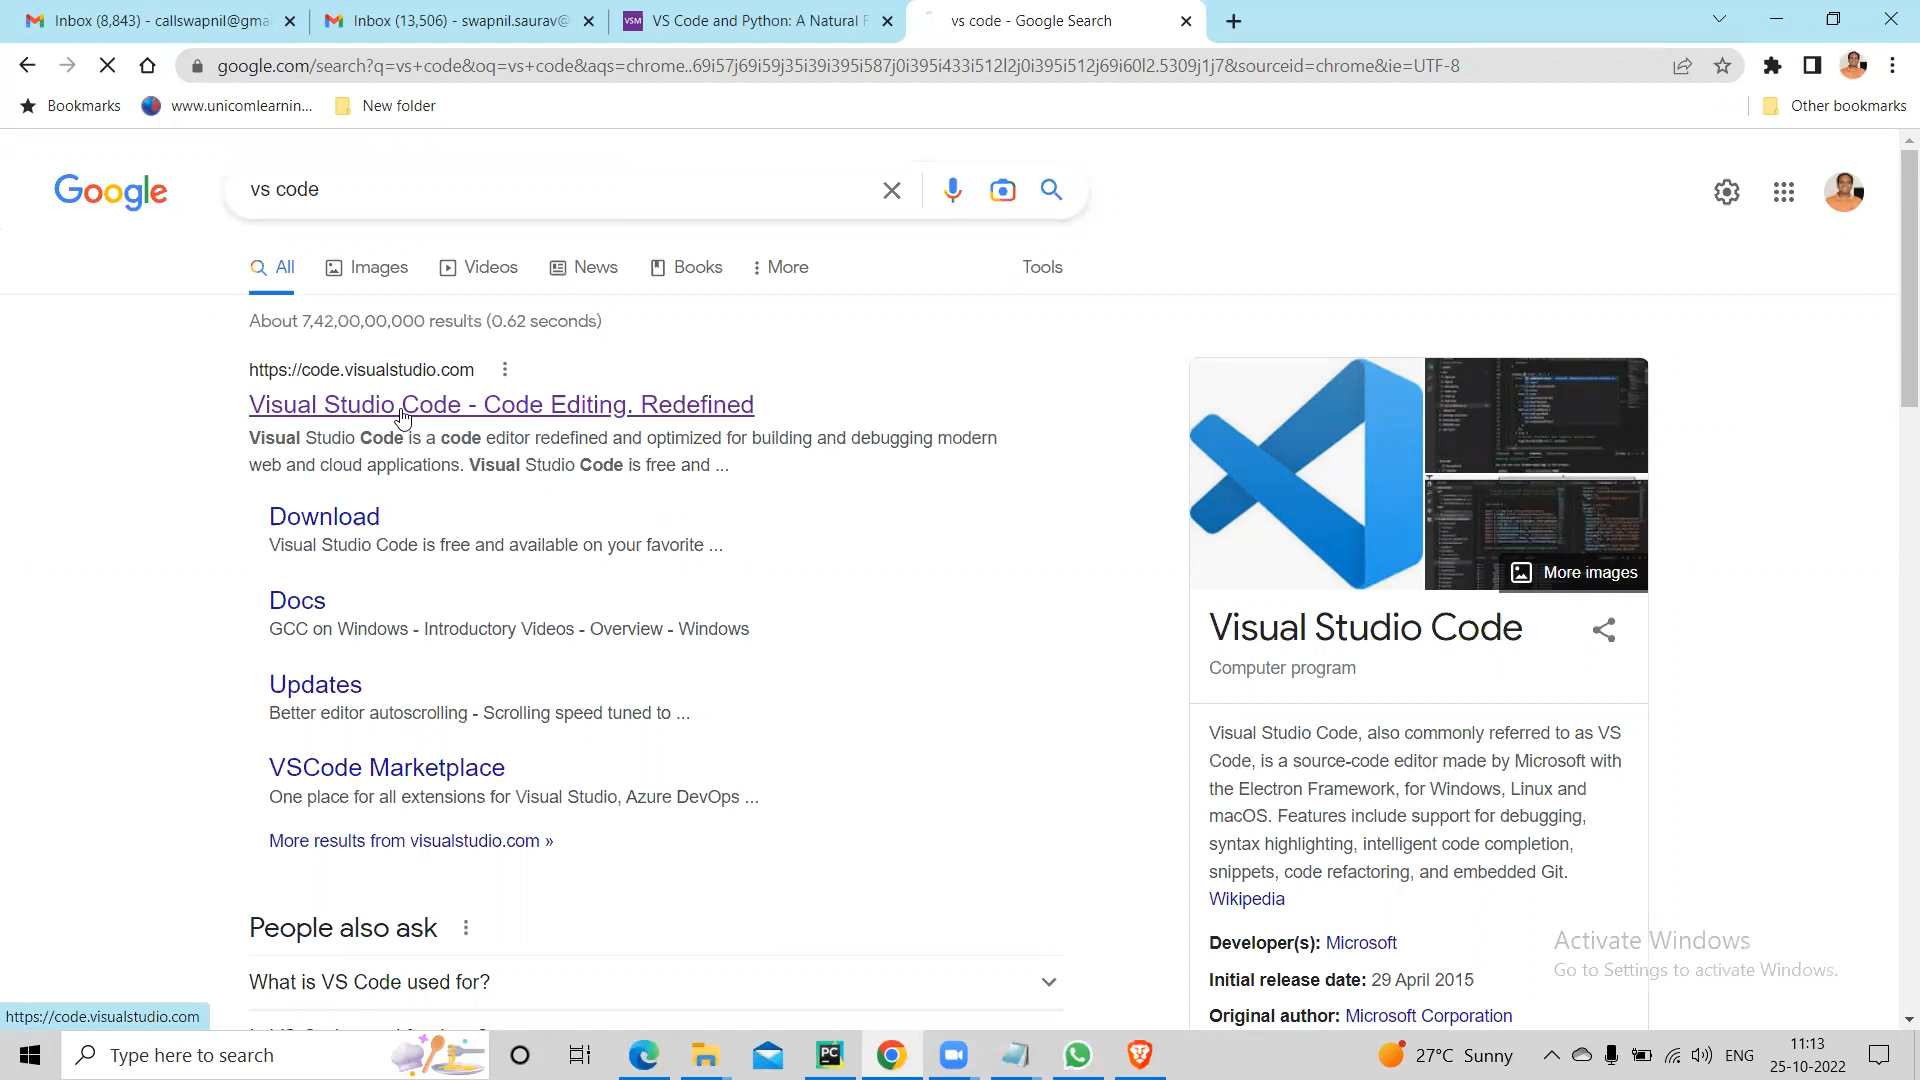 Inbox (8,843) - callswapnil@gma
Inbox (13,506) - swapnil.saurav@
VSM VS Code and Python: A Natural F
vs code - Google Search
google.com/search?q=vs+code&oq=vs+code&aqs=chrome..69i57j69i59j35i39i395i587j0i395i433i512l2j0i395i512j69i60l2.5309j1j7&sourceid=chrome&ie=UTF-8
Bookmarks
www.unicomlearnin...
New folder
Other bookmarks
Google
vs code
All
Images
Videos
News
Books
More
Tools
About 7,42,00,00,000 results (0.62 seconds)
https://code.visualstudio.com
Visual Studio Code - Code Editing. Redefined
Visual Studio Code is a code editor redefined and optimized for building and debugging modern
web and cloud applications. Visual Studio Code is free and ...
Download
Visual Studio Code is free and available on your favorite ...
Docs
GCC on Windows - Introductory Videos - Overview - Windows
Updates
Better editor autoscrolling - Scrolling speed tuned to ...
VSCode Marketplace
One place for all extensions for Visual Studio, Azure DevOps ...
More results from visualstudio.com »
People also ask
What is VS Code used for?
More images
Visual Studio Code
Computer program
Visual Studio Code, also commonly referred to as VS
Code, is a source-code editor made by Microsoft with
the Electron Framework, for Windows, Linux and
macOS. Features include support for debugging,
syntax highlighting, intelligent code completion,
snippets, code refactoring, and embedded Git.
Wikipedia
Developer(s): Microsoft
Initial release date: 29 April 2015
Original author: Microsoft Corporation
Activate Windows
Go to Settings to activate Windows.
https://code.visualstudio.com
Type here to search
PC
27°C Sunny
ENG
11:13
25-10-2022